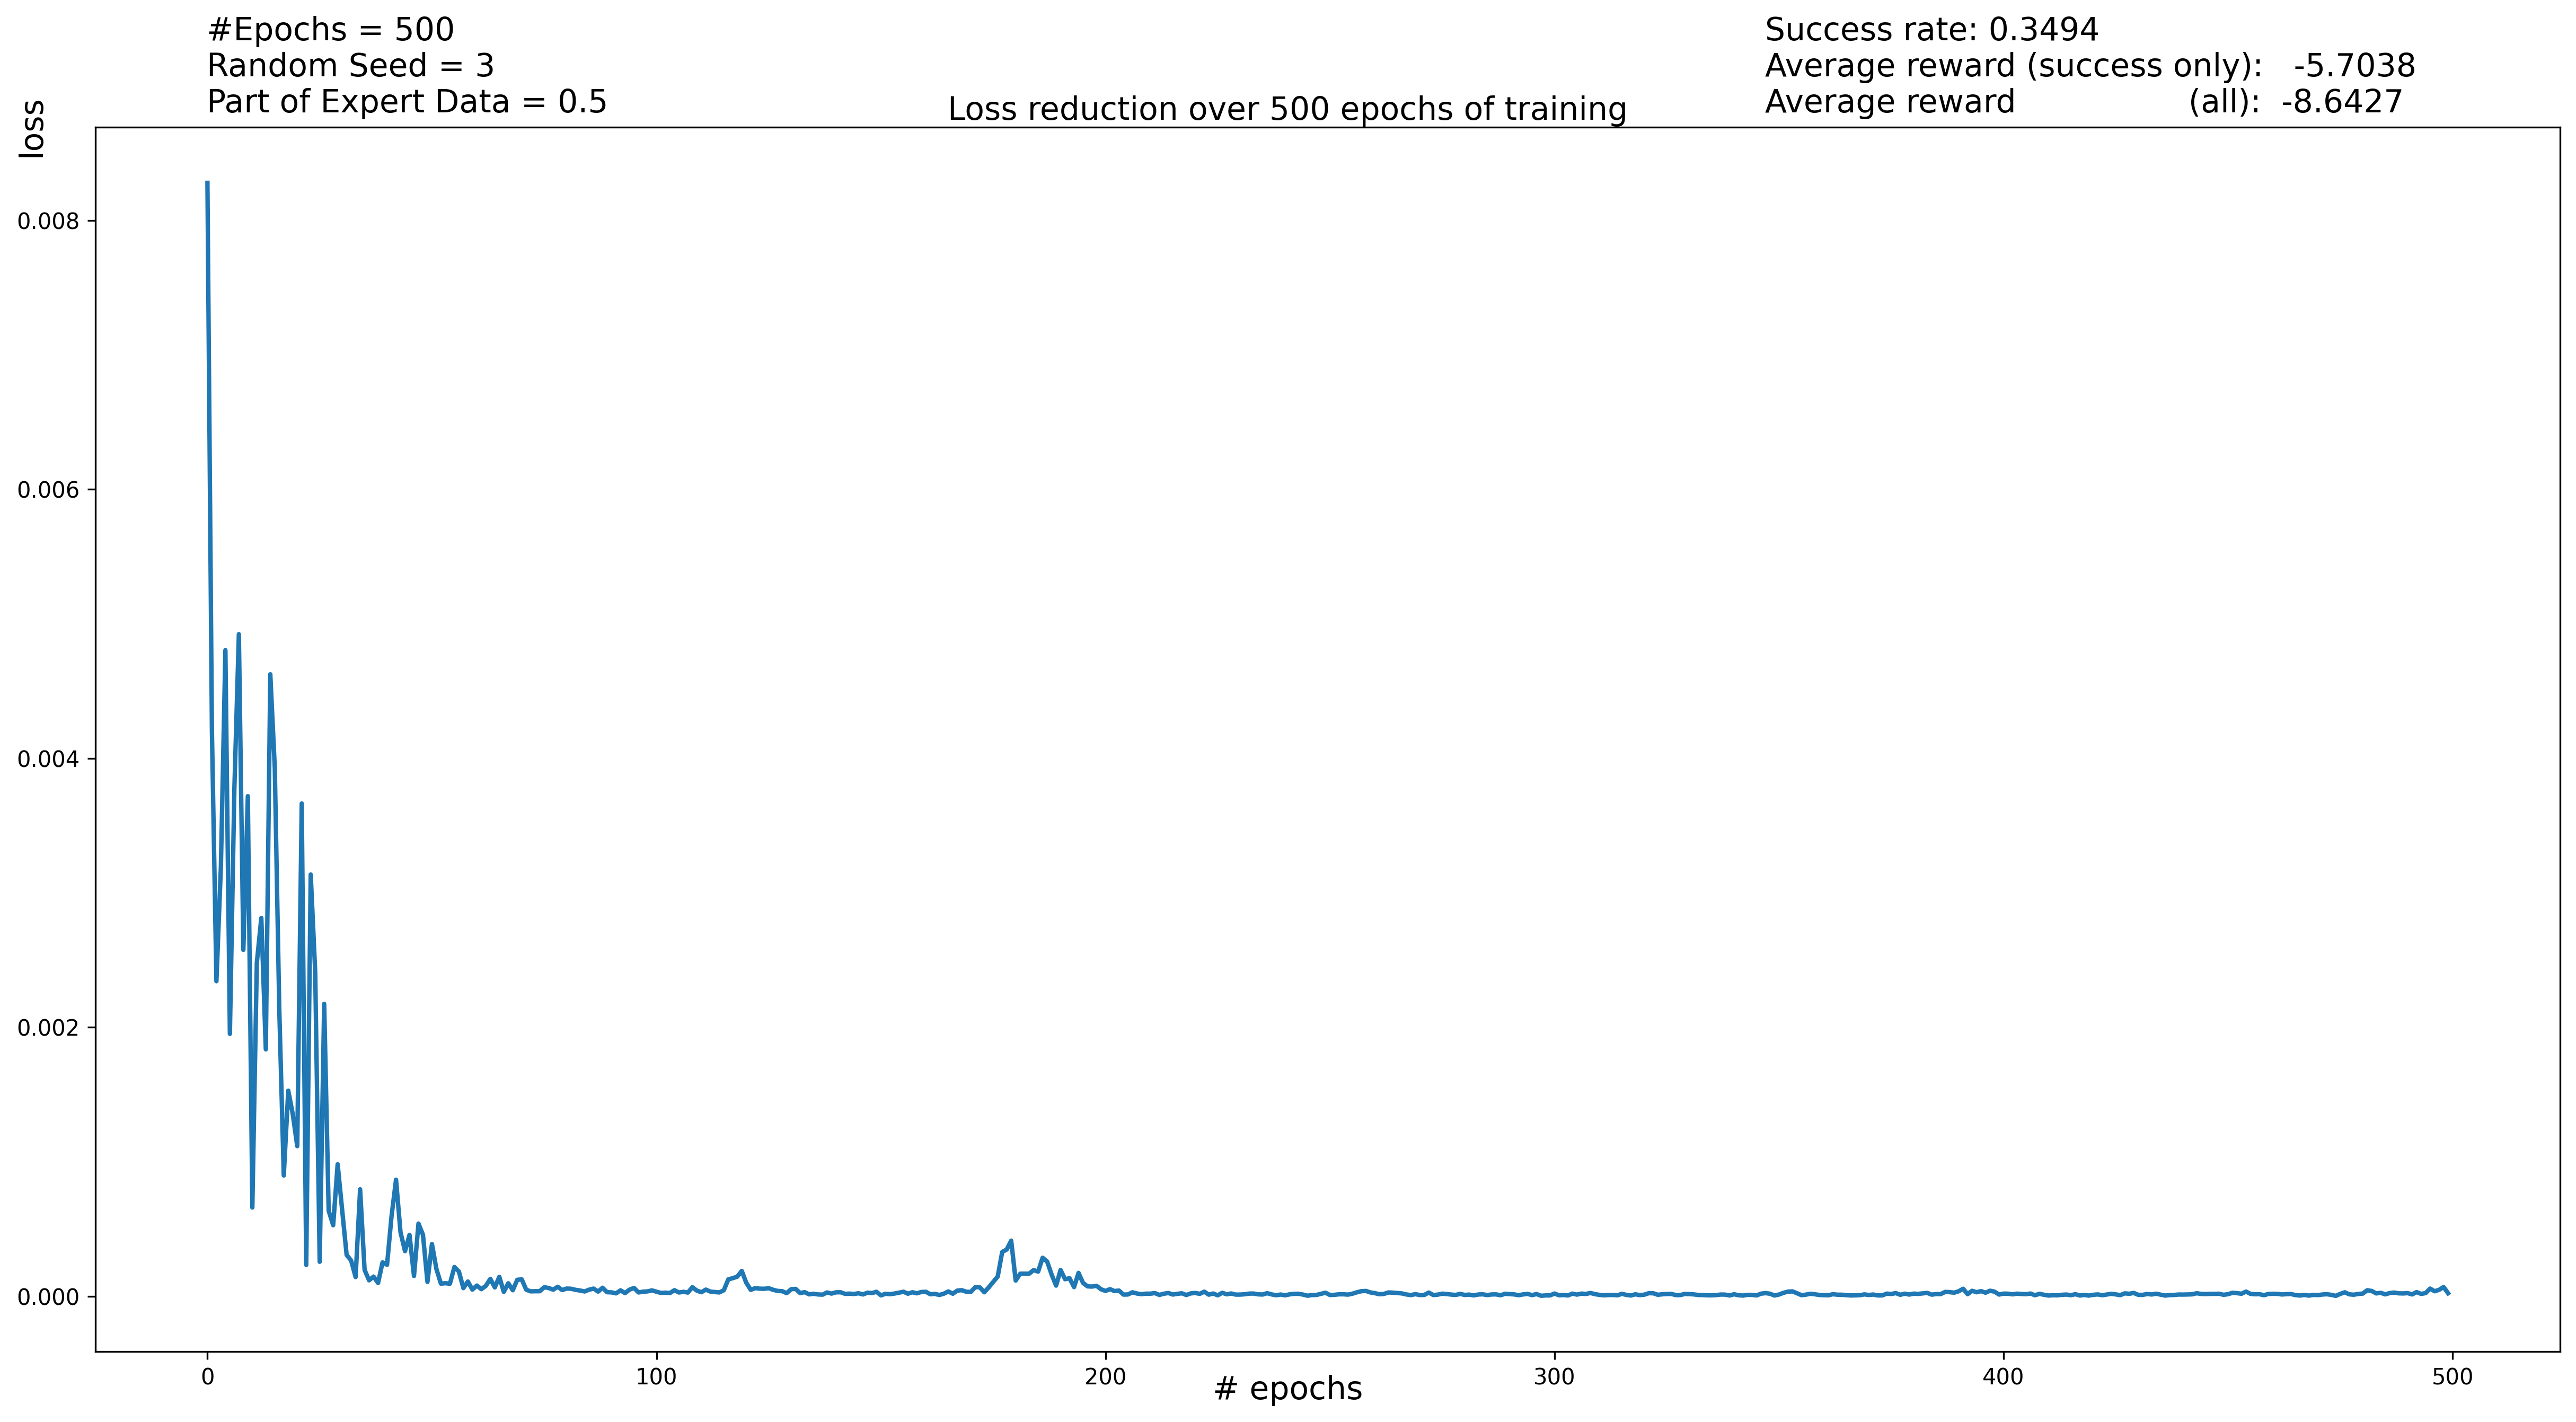 #Epochs = 500
Random Seed = 3
Part of Expert Data = 0.5
Success rate: 0.3494
Average reward (success only): -5.7038
Average reward (all): -8.6427
Loss reduction over 500 epochs of training
loss
0.008
0.006
0.004
0.002
0.000
0 100 200 300 400 500
# epochs